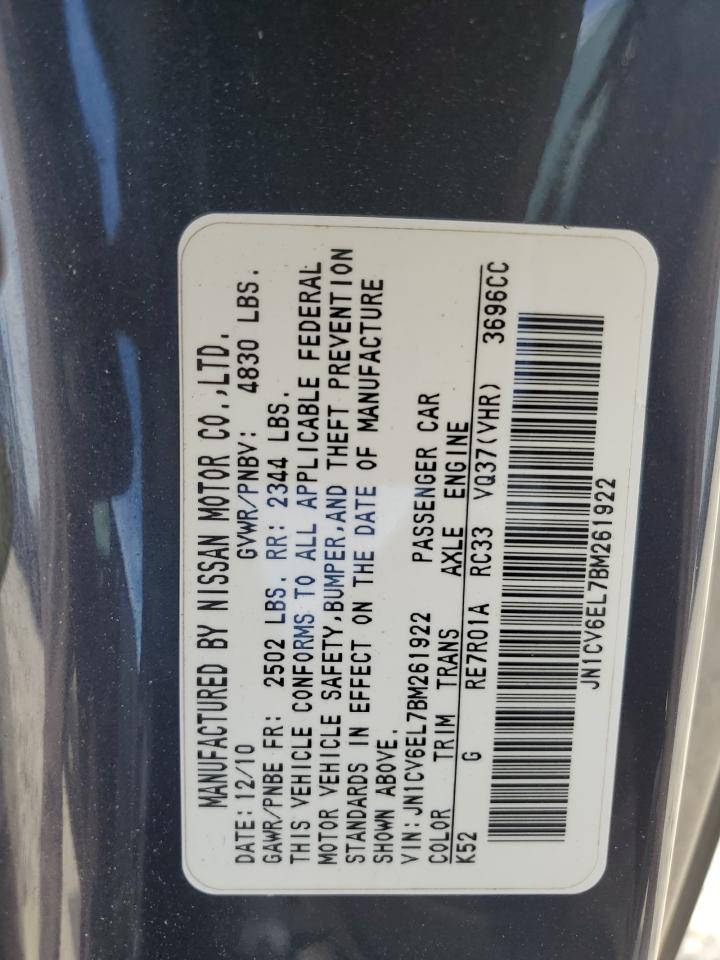 MANUFACTURED BY NISSAN MOTOR CO.,LTD.
DATE:12/10 GVWR/PNBV: 4830 LBS.
GAWR/PNBE FR: 2502 LBS. RR: 2344 LBS.
THIS VEHICLE CONFORMS TO ALL APPLICABLE FEDERAL
MOTOR VEHICLE SAFETY,BUMPER,AND THEFT PREVENTION
STANDARDS IN EFFECT ON THE DATE OF MANUFACTURE
SHOWN ABOVE.
VIN:JN1CV6EL7BM261922 PASSENGER CAR
COLOR TRIM TRANS AXLE ENGINE
K52 G RE7R01A RC33 VQ37(VHR) 3696CC
JN1CV6EL7BM261922